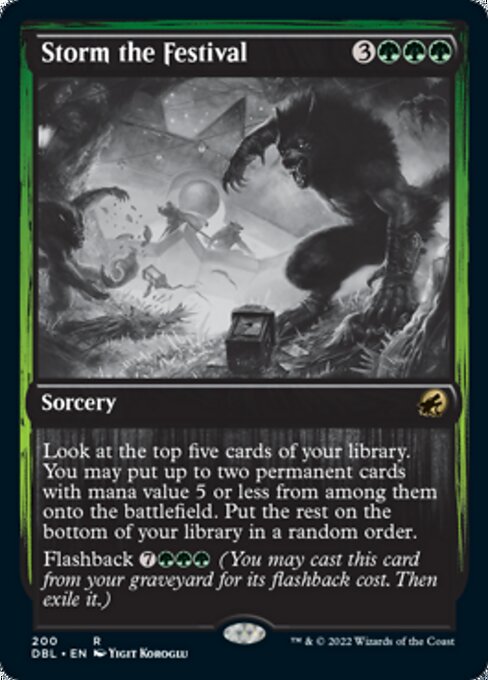 Storm the Festival 3
Sorcery
Look at the top five cards of your library.
You may put up to two permanent cards
with mana value 5 or less from among them
onto the battlefield. Put the rest on the
bottom of your library in a random order.
Flashback 7 (You may cast this card
from your graveyard for its flashback cost. Then
exile it.)
200 R
DBL • EN Yigit Koroglu
™ & © 2022 Wizards of the Coast